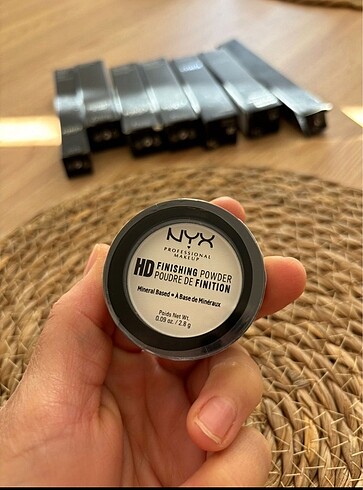 NYX
PROFESSIONAL
MAKEUP
HD FINISHING POWDER
POUDRE DE FINITION
Mineral Based • À Base de Minéraux
Poids Net Wt.
0.09 oz. / 2.8 g